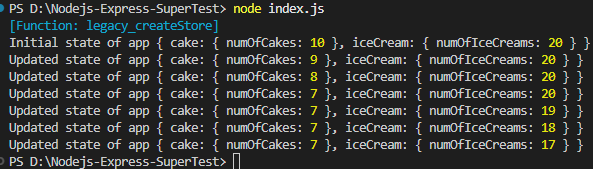 PS D:\Nodejs-Express-SuperTest> node index.js
[Function: legacy_createStore]
Initial state of app { cake: { numOfCakes: 10 }, iceCream: { numOfIceCreams: 20 } }
Updated state of app { cake: { numOfCakes: 9 }, iceCream: { numOfIceCreams: 20 } }
Updated state of app { cake: { numOfCakes: 8 }, iceCream: { numOfIceCreams: 20 } }
Updated state of app { cake: { numOfCakes: 7 }, iceCream: { numOfIceCreams: 20 } }
Updated state of app { cake: { numOfCakes: 7 }, iceCream: { numOfIceCreams: 19 } }
Updated state of app { cake: { numOfCakes: 7 }, iceCream: { numOfIceCreams: 18 } }
Updated state of app { cake: { numOfCakes: 7 }, iceCream: { numOfIceCreams: 17 } }
PS D:\Nodejs-Express-SuperTest>